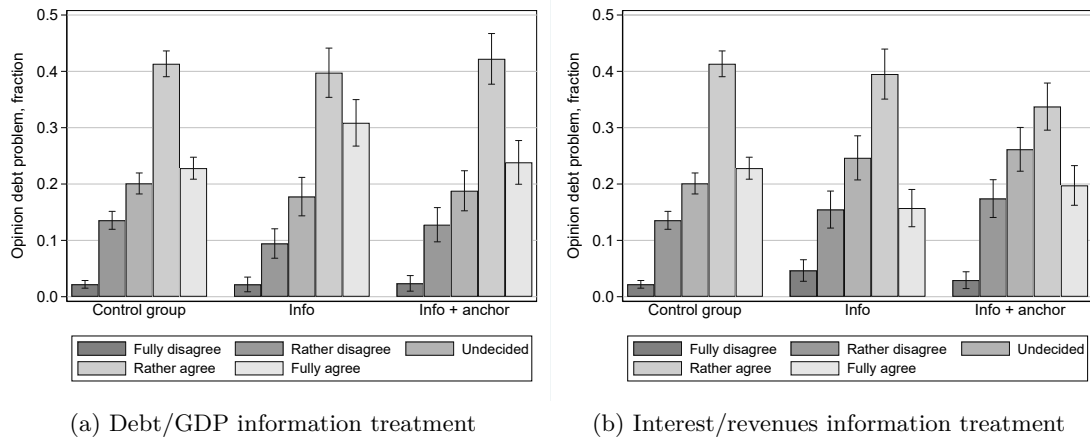 0.5
0.4
0.3
0.2
0.1
0.0
Opinion debt problem, fraction
Control group Info Info + anchor
Fully disagree Rather disagree Undecided
Rather agree Fully agree
(a) Debt/GDP information treatment
0.5
0.4
0.3
0.2
0.1
0.0
Opinion debt problem, fraction
Control group Info Info + anchor
Fully disagree Rather disagree Undecided
Rather agree Fully agree
(b) Interest/revenues information treatment